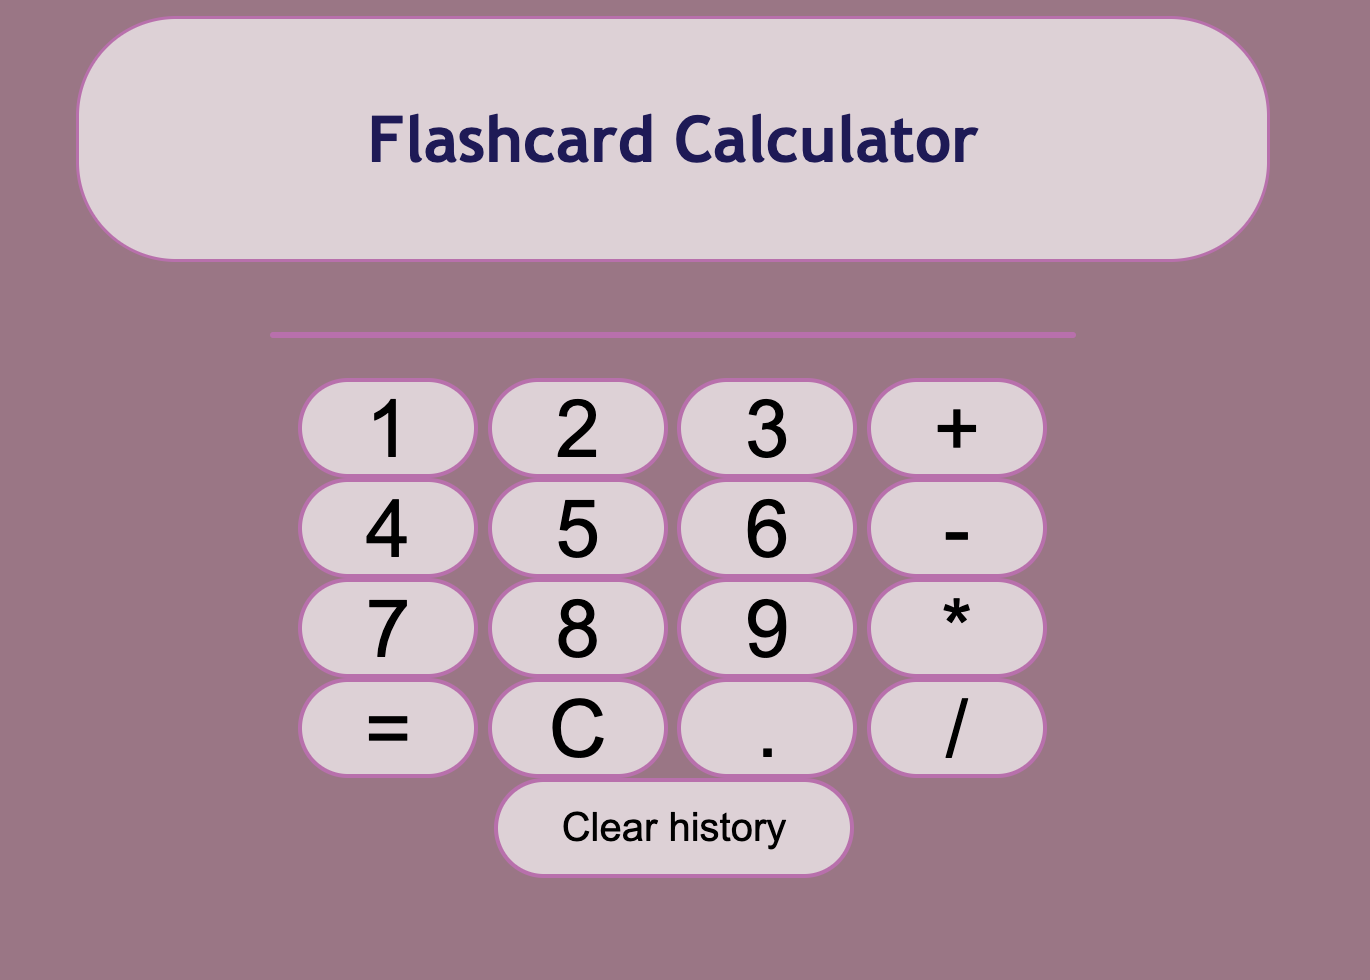 Flashcard Calculator
1 2 3 +
4 5 6 -
7 8 9 *
= C . /
Clear history